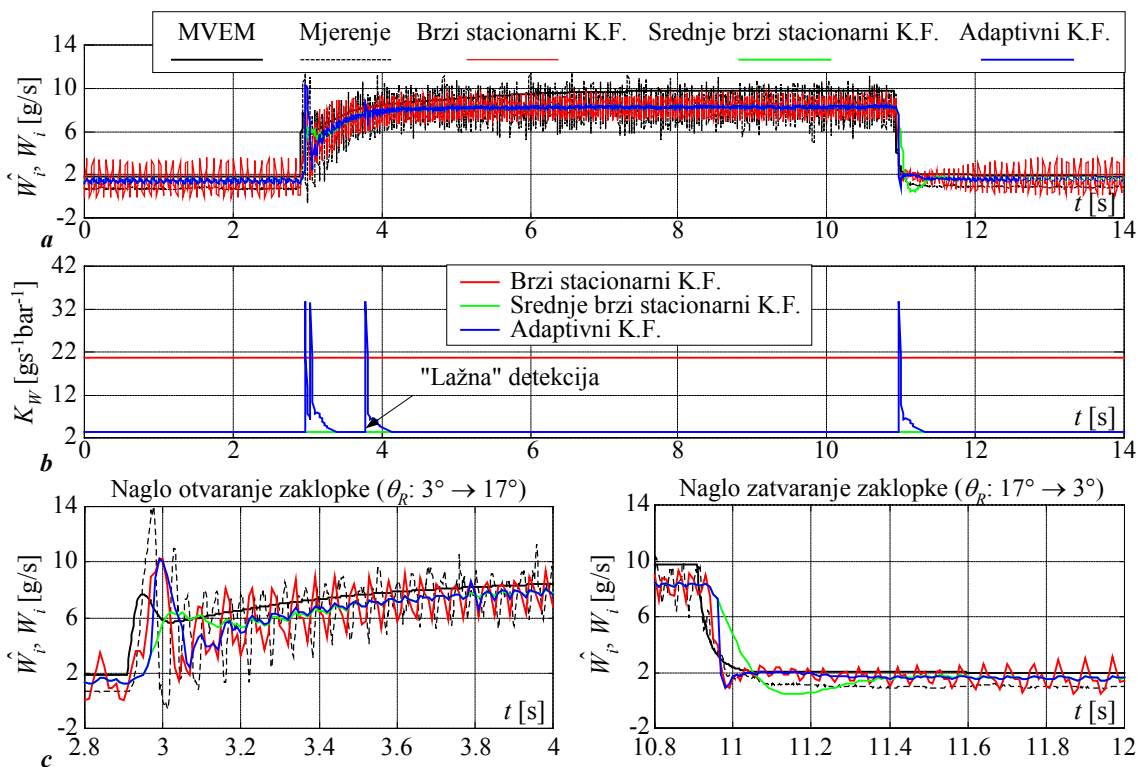 MVEM Mjerenje Brzi stacionarni K.F. Srednje brzi stacionarni K.F. Adaptivni K.F.
14
10
6
2
-2
Ŵi, Wi [g/s]
t [s]
0 2 4 6 8 10 12 14
a
42
32
22
12
2
K_W [gs⁻¹bar⁻¹]
Brzi stacionarni K.F.
Srednje brzi stacionarni K.F.
Adaptivni K.F.
"Lažna" detekcija
t [s]
0 2 4 6 8 10 12 14
b
Naglo otvaranje zaklopke (θ_R: 3° → 17°)
14
10
6
2
-2
Ŵi, Wi [g/s]
t [s]
2.8 3 3.2 3.4 3.6 3.8 4
c
Naglo zatvaranje zaklopke (θ_R: 17° → 3°)
14
10
6
2
-2
Ŵi, Wi [g/s]
t [s]
10.8 11 11.2 11.4 11.6 11.8 12